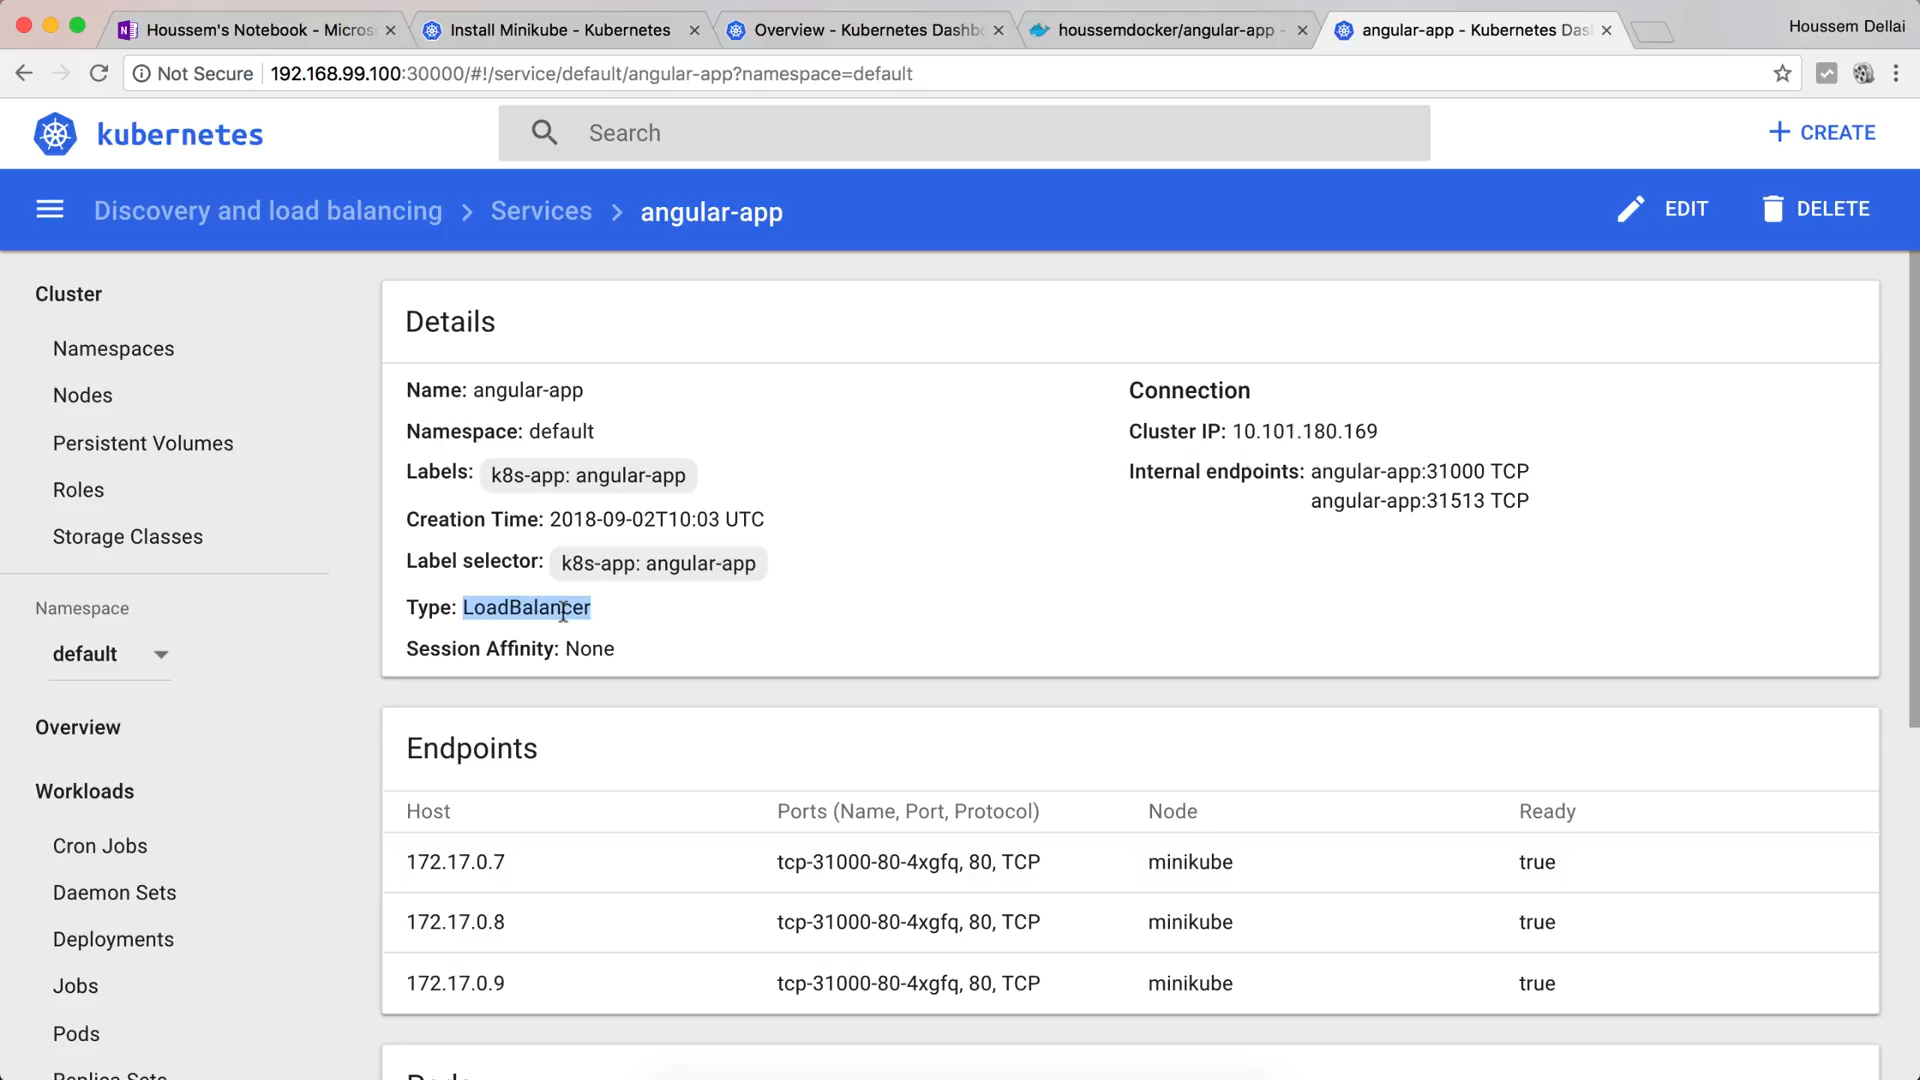 Houssem's Notebook - Micros
Install Minikube - Kubernetes
Overview - Kubernetes Dashbo
houssemdocker/angular-app -
angular-app - Kubernetes Das
Houssem Dellai
Not Secure
192.168.99.100:30000/#!/service/default/angular-app?namespace=default
kubernetes
Search
+ CREATE
Discovery and load balancing > Services > angular-app
EDIT
DELETE
Cluster
Namespaces
Nodes
Persistent Volumes
Roles
Storage Classes
Namespace
default
Overview
Workloads
Cron Jobs
Daemon Sets
Deployments
Jobs
Pods
Replica Sets
Details
Name: angular-app
Namespace: default
Labels: k8s-app: angular-app
Creation Time: 2018-09-02T10:03 UTC
Label selector: k8s-app: angular-app
Type: LoadBalancer
Session Affinity: None
Connection
Cluster IP: 10.101.180.169
Internal endpoints: angular-app:31000 TCP
angular-app:31513 TCP
Endpoints
Host Ports (Name, Port, Protocol) Node Ready
172.17.0.7 tcp-31000-80-4xgfq, 80, TCP minikube true
172.17.0.8 tcp-31000-80-4xgfq, 80, TCP minikube true
172.17.0.9 tcp-31000-80-4xgfq, 80, TCP minikube true
Pods